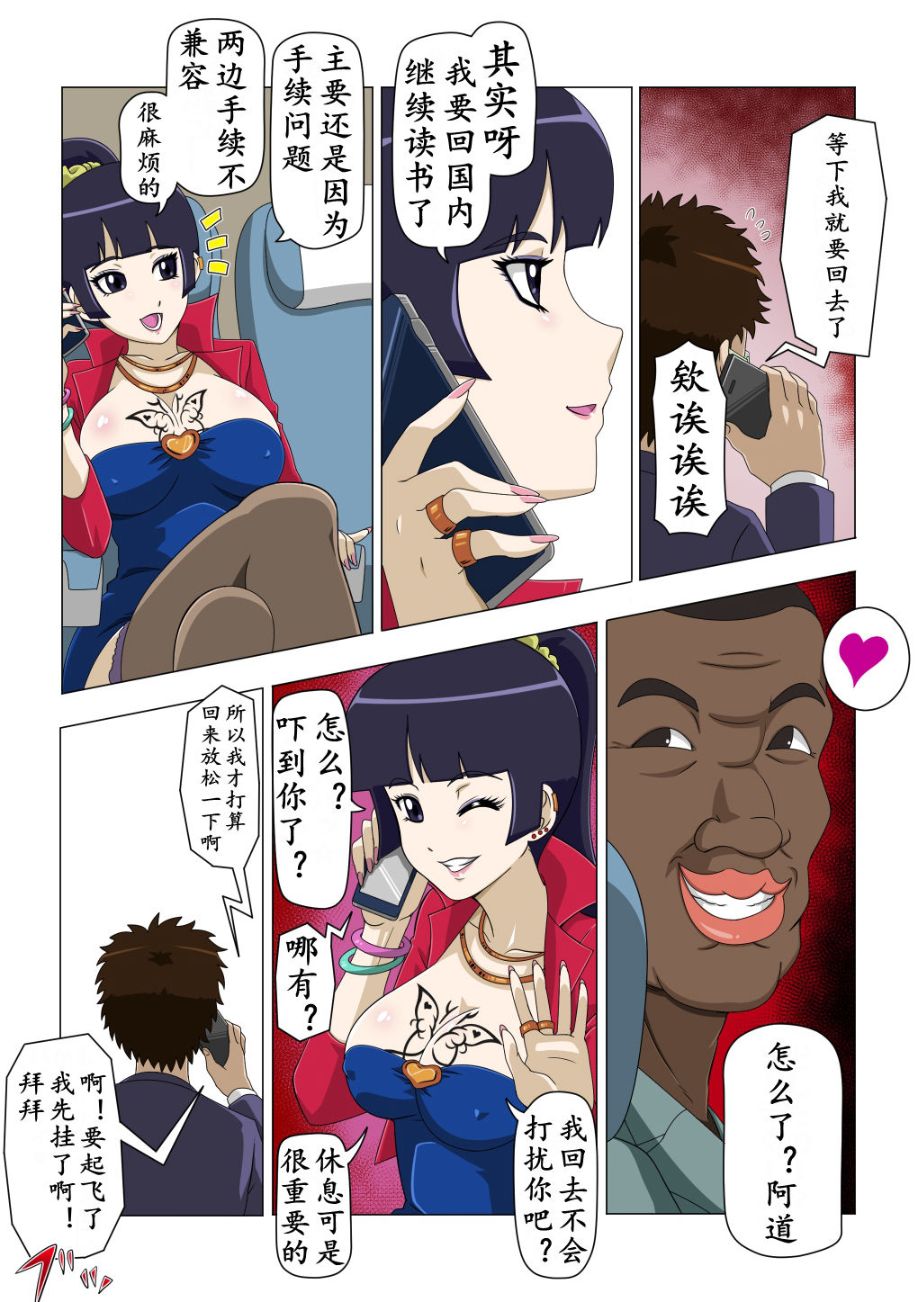 等下我就要回去了
欸诶诶诶
其实呀
我要回国内
继续读书了
主要还是因为
手续问题
两边手续不
兼容
很麻烦的
怎么了？阿道
怎么？
吓到你了？
哪有？
我回去不会
打扰你吧？
休息可是
很重要的
所以我才打算
回来放松一下啊
啊！要起飞了
我先挂了啊！
拜拜
ブブッ